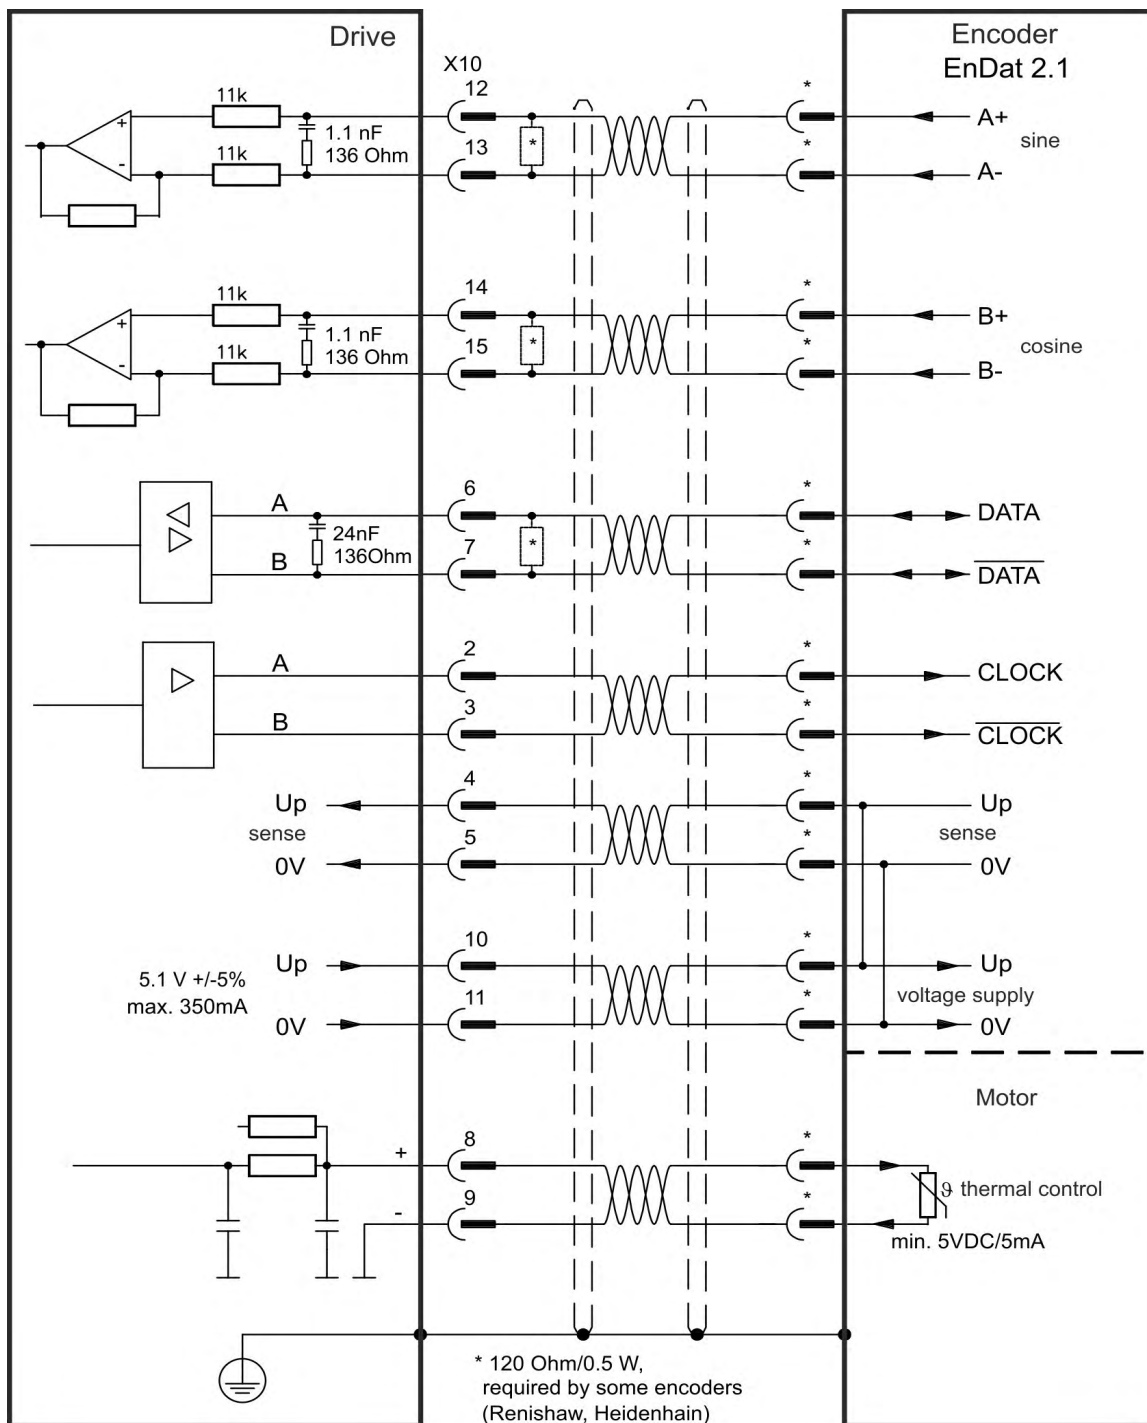 Drive
Encoder
EnDat 2.1
X10
12
*
11k
+
1.1 nF
136 Ohm
*
A+
sine
13
*
11k
-
A-
14
*
11k
+
1.1 nF
136 Ohm
*
B+
cosine
15
*
11k
-
B-
6
*
A
24nF
136Ohm
*
DATA
7
*
B
DATA
2
*
A
CLOCK
3
*
B
CLOCK
4
*
Up
Up
sense
sense
5
*
0V
0V
10
*
Up
Up
5.1 V +/-5%
max. 350mA
voltage supply
11
*
0V
0V
Motor
8
*
+
ϑ thermal control
9
*
-
min. 5VDC/5mA
* 120 Ohm/0.5 W,
required by some encoders
(Renishaw, Heidenhain)